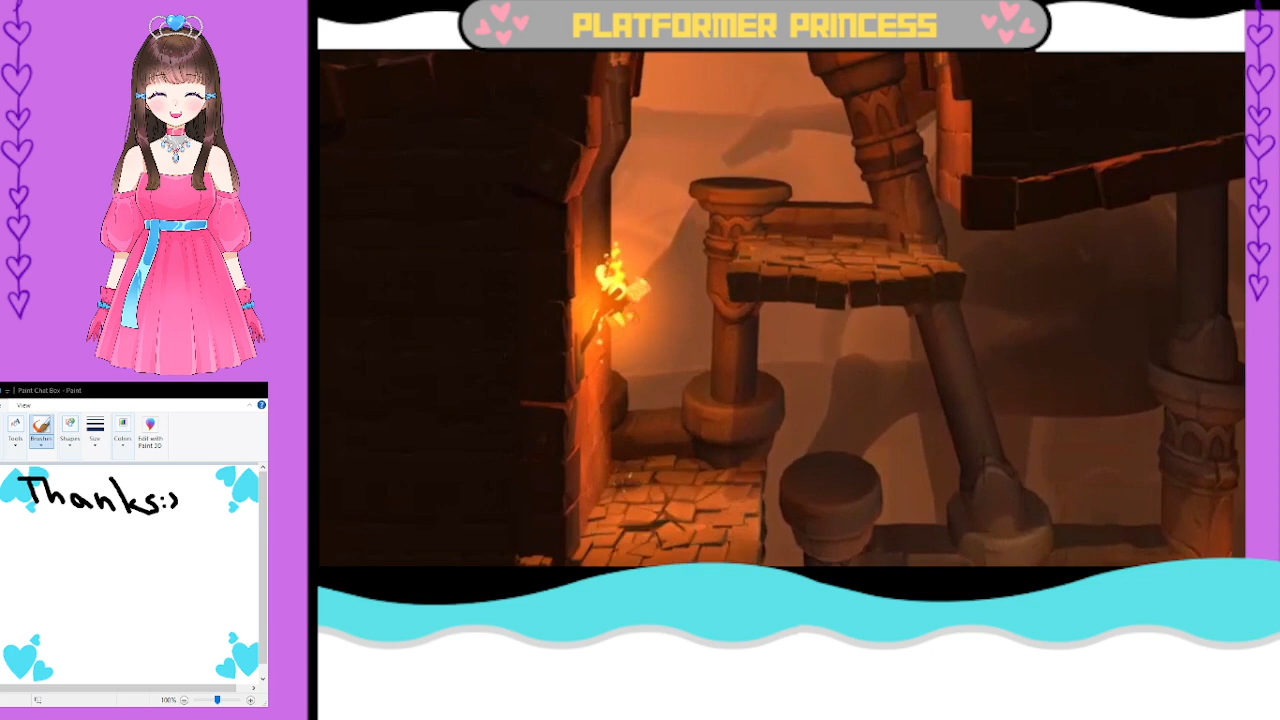 PLATFORMER PRINCESS
Paint Chat Box - Paint
View
Tools
Brushes
Shapes
Size
Colors
Edit with
Paint 3D
Thanks:)
100%